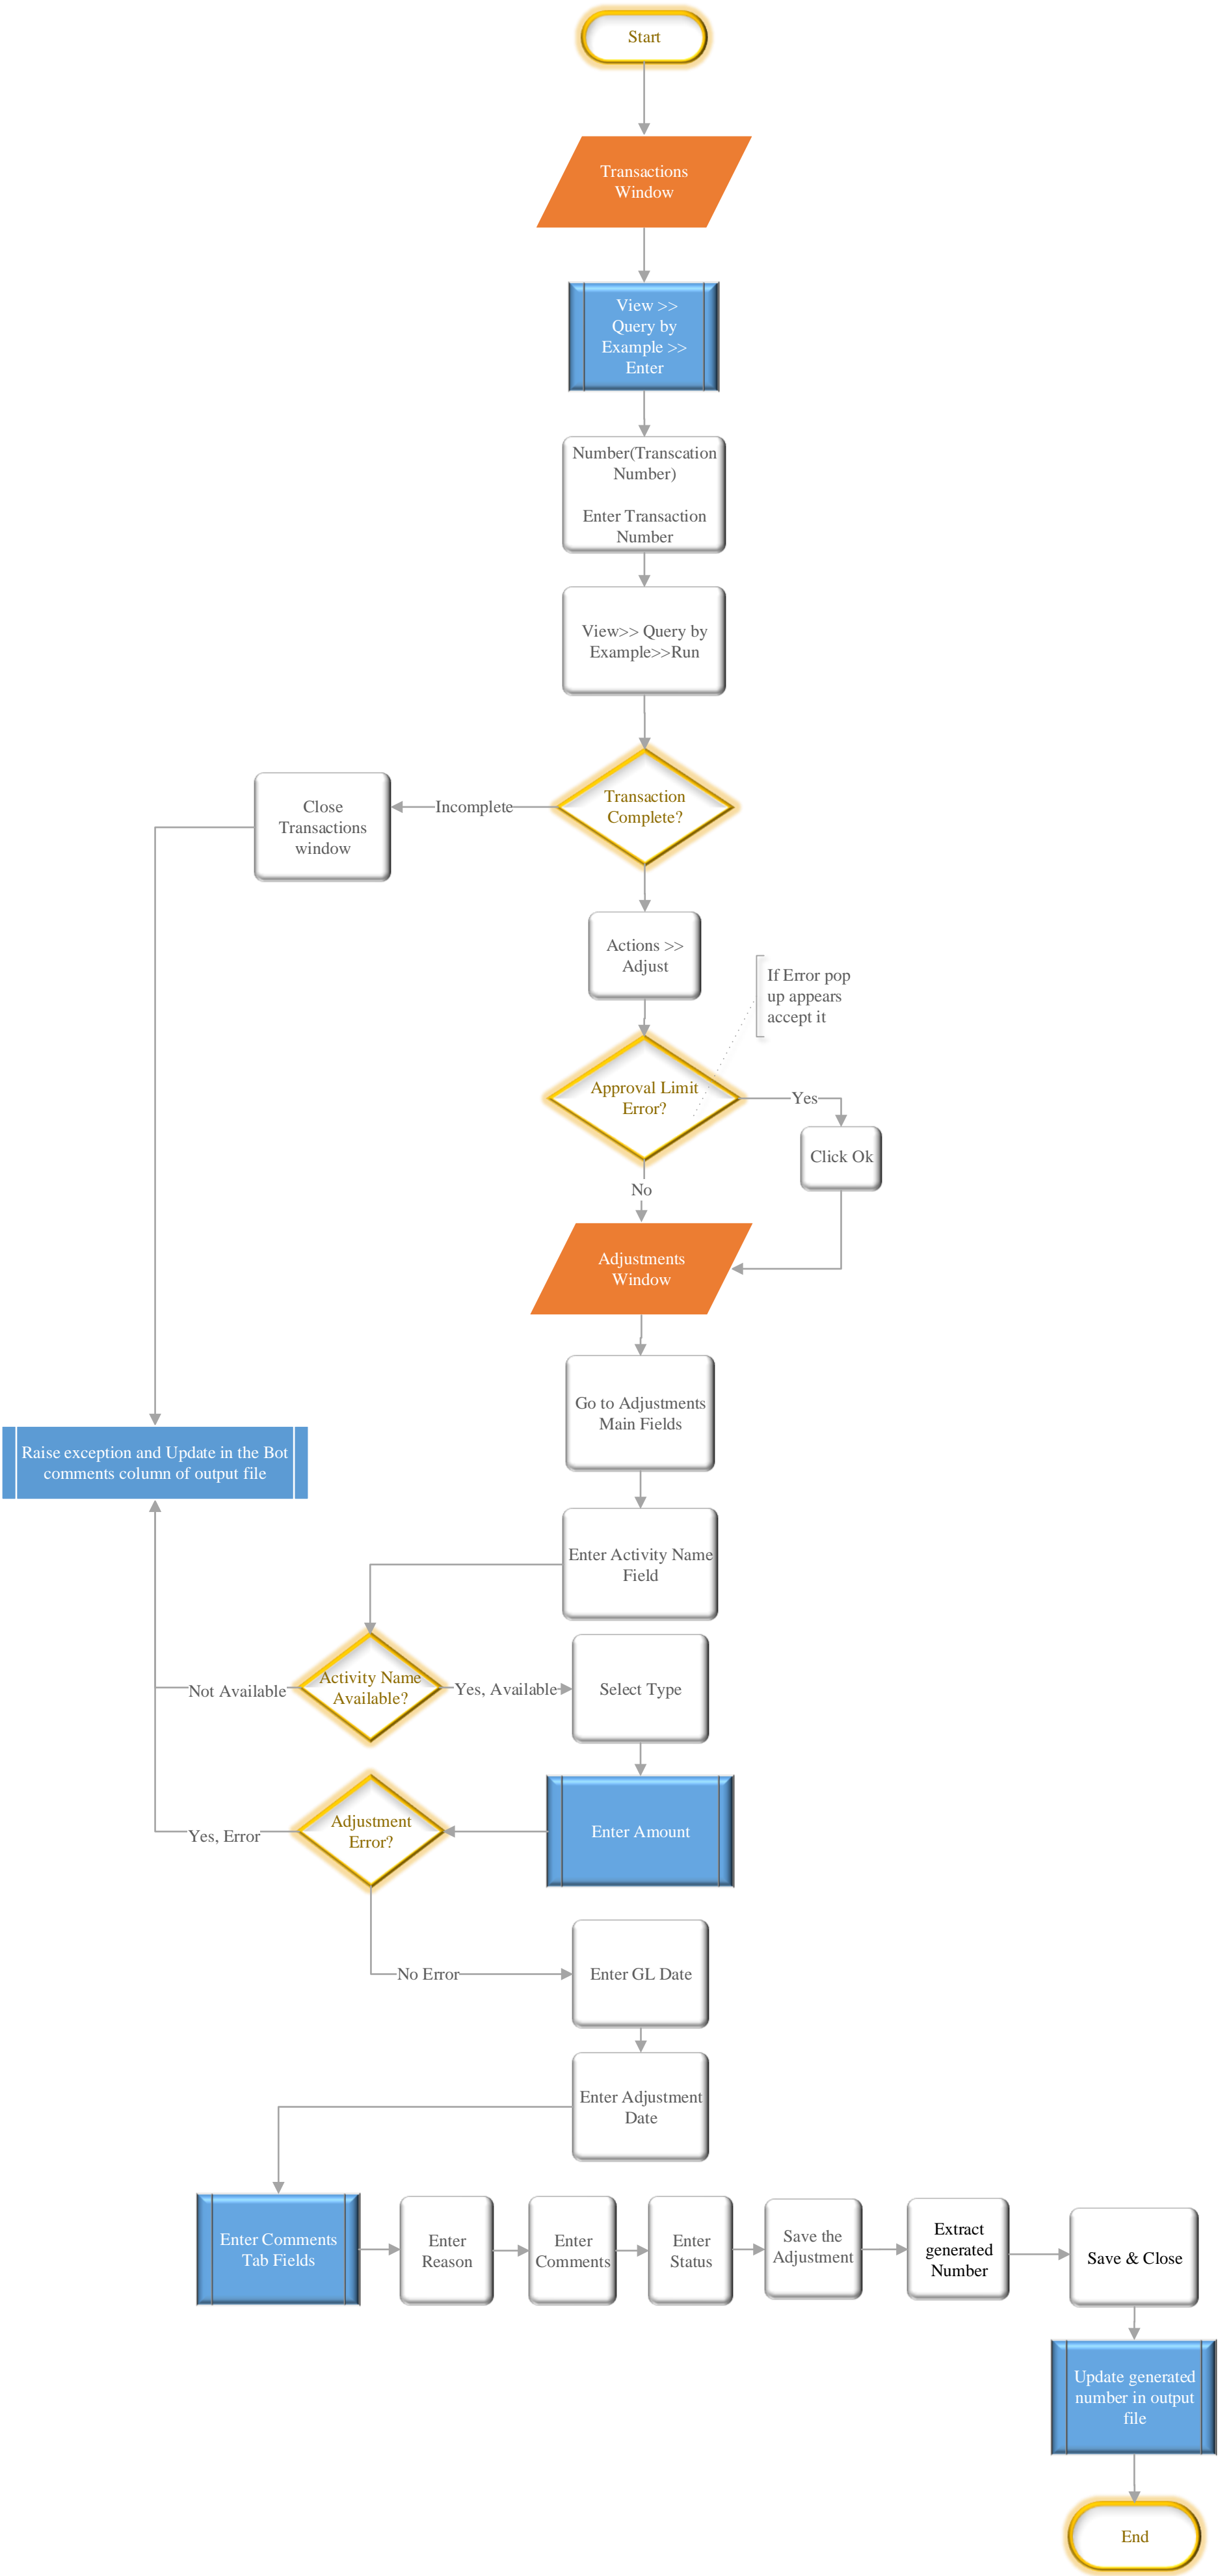 Start
Transactions
Window
View >>
Query by
Example >>
Enter
Number(Transcation
Number)
Enter Transaction
Number
View>> Query by
Example>>Run
Transaction
Complete?
Incomplete
Close
Transactions
window
Actions >>
Adjust
If Error pop
up appears
accept it
Approval Limit
Error?
Yes
Click Ok
No
Adjustments
Window
Go to Adjustments
Main Fields
Raise exception and Update in the Bot
comments column of output file
Enter Activity Name
Field
Activity Name
Available?
Not Available
Yes, Available
Select Type
Enter Amount
Adjustment
Error?
Yes, Error
No Error
Enter GL Date
Enter Adjustment
Date
Enter Comments
Tab Fields
Enter
Reason
Enter
Comments
Enter
Status
Save the
Adjustment
Extract
generated
Number
Save & Close
Update generated
number in output
file
End